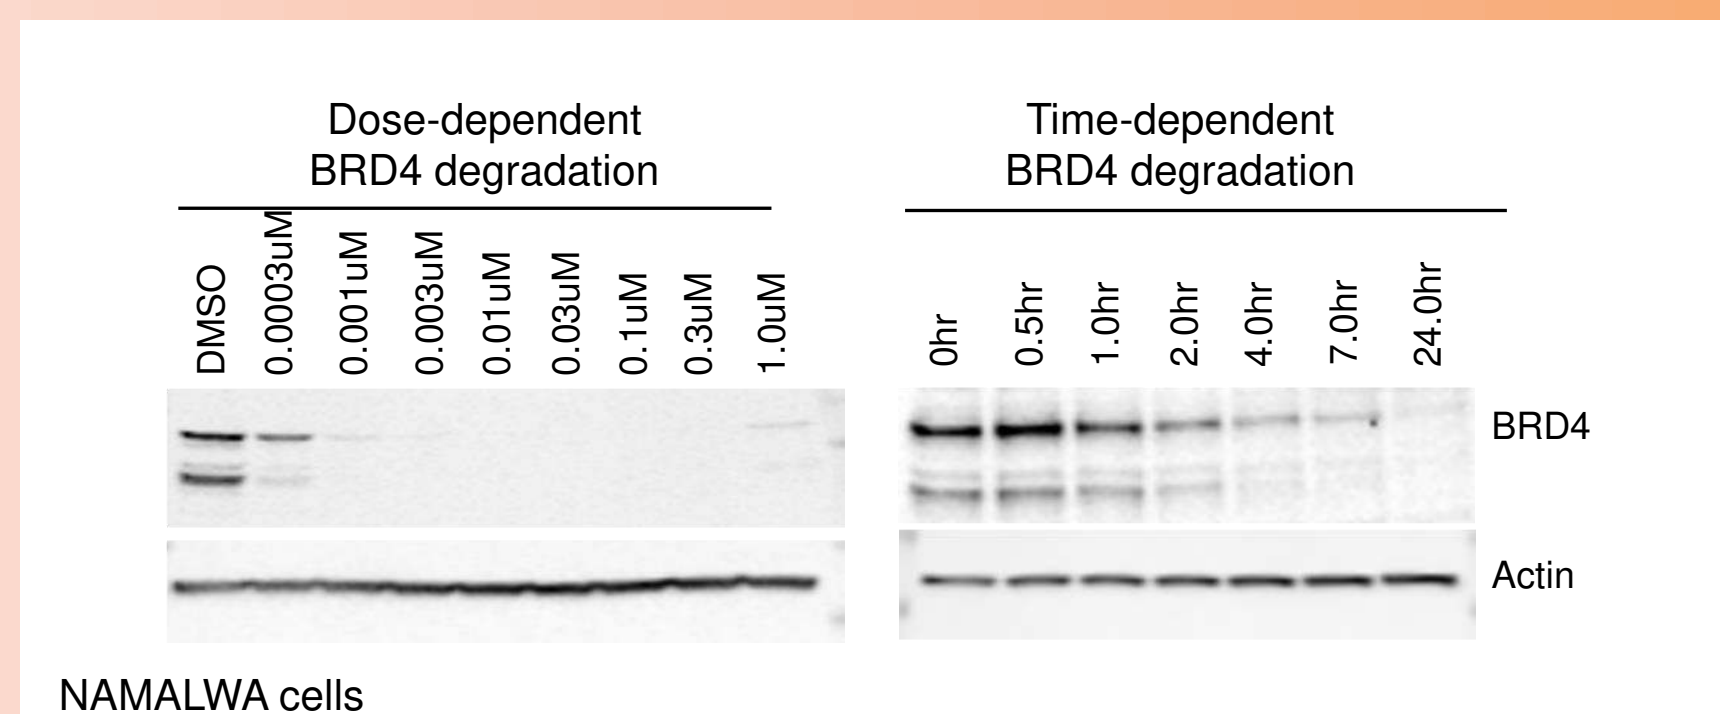 Dose-dependent
BRD4 degradation
DMSO
0.0003uM
0.001uM
0.003uM
0.01uM
0.03uM
0.1uM
0.3uM
1.0uM
Time-dependent
BRD4 degradation
0hr
0.5hr
1.0hr
2.0hr
4.0hr
7.0hr
24.0hr
BRD4
Actin
NAMALWA cells